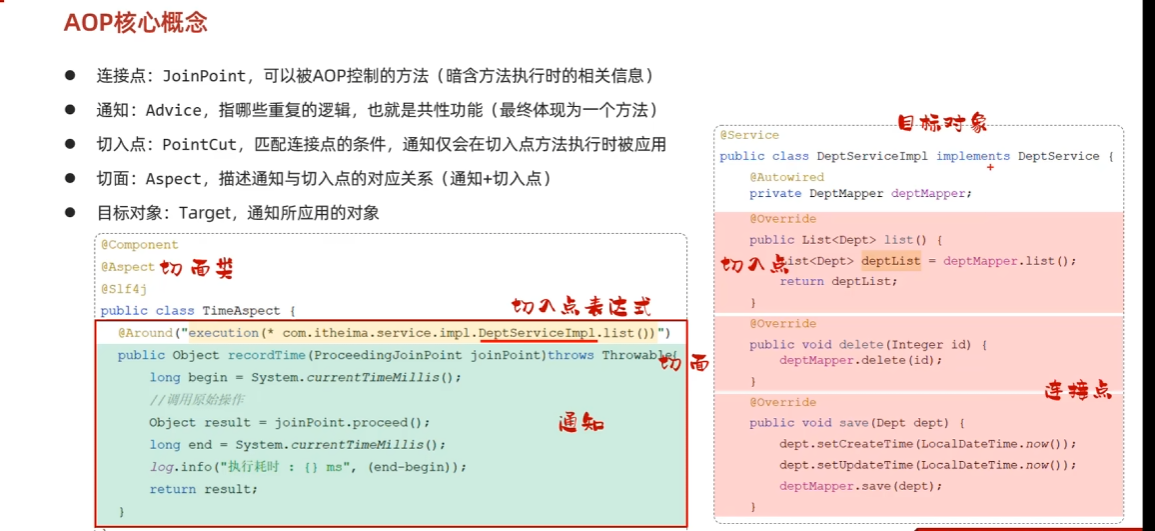 AOP核心概念
● 连接点：JoinPoint，可以被AOP控制的方法（暗含方法执行时的相关信息）
● 通知：Advice，指哪些重复的逻辑，也就是共性功能（最终体现为一个方法）
● 切入点：PointCut，匹配连接点的条件，通知仅会在切入点方法执行时被应用
● 切面：Aspect，描述通知与切入点的对应关系（通知+切入点）
● 目标对象：Target，通知所应用的对象
@Component
@Aspect 切面类
@Slf4j
public class TimeAspect {
切入点表达式
@Around("execution(* com.itheima.service.impl.DeptServiceImpl.list())")
public Object recordTime(ProceedingJoinPoint joinPoint)throws Throwable{
切面
long begin = System.currentTimeMillis();
//调用原始操作
Object result = joinPoint.proceed();
通知
long end = System.currentTimeMillis();
log.info("执行耗时 : {} ms", (end-begin));
return result;
}
目标对象
@Service
public class DeptServiceImpl implements DeptService {
@Autowired
private DeptMapper deptMapper;
@Override
public List<Dept> list() {
切入点
List<Dept> deptList = deptMapper.list();
return deptList;
}
@Override
public void delete(Integer id) {
deptMapper.delete(id);
}
连接点
@Override
public void save(Dept dept) {
dept.setCreateTime(LocalDateTime.now());
dept.setUpdateTime(LocalDateTime.now());
deptMapper.save(dept);
}